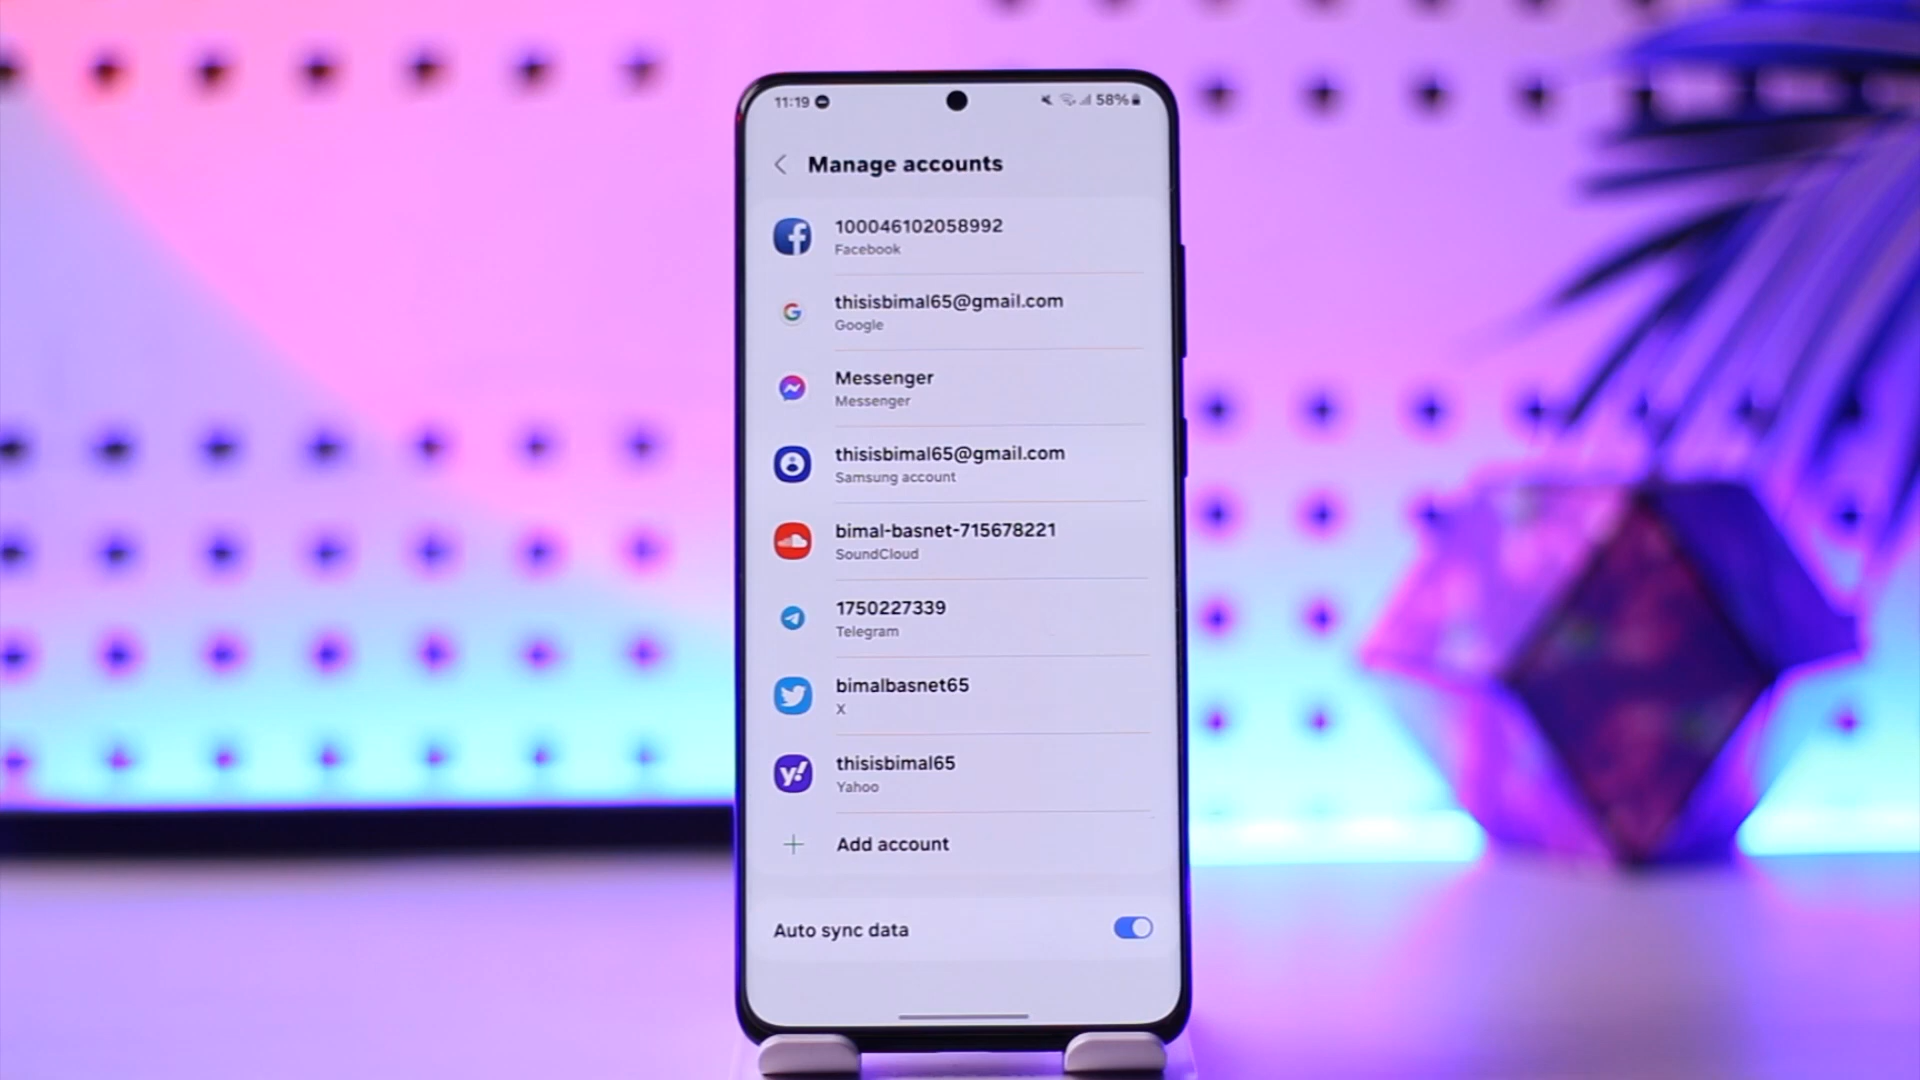 11:19 58%
Manage accounts
100046102058992
Facebook
thisisbimal65@gmail.com
Google
Messenger
Messenger
thisisbimal65@gmail.com
Samsung account
bimal-basnet-715678221
SoundCloud
1750227339
Telegram
bimalbasnet65
X
thisisbimal65
Yahoo
Add account
Auto sync data